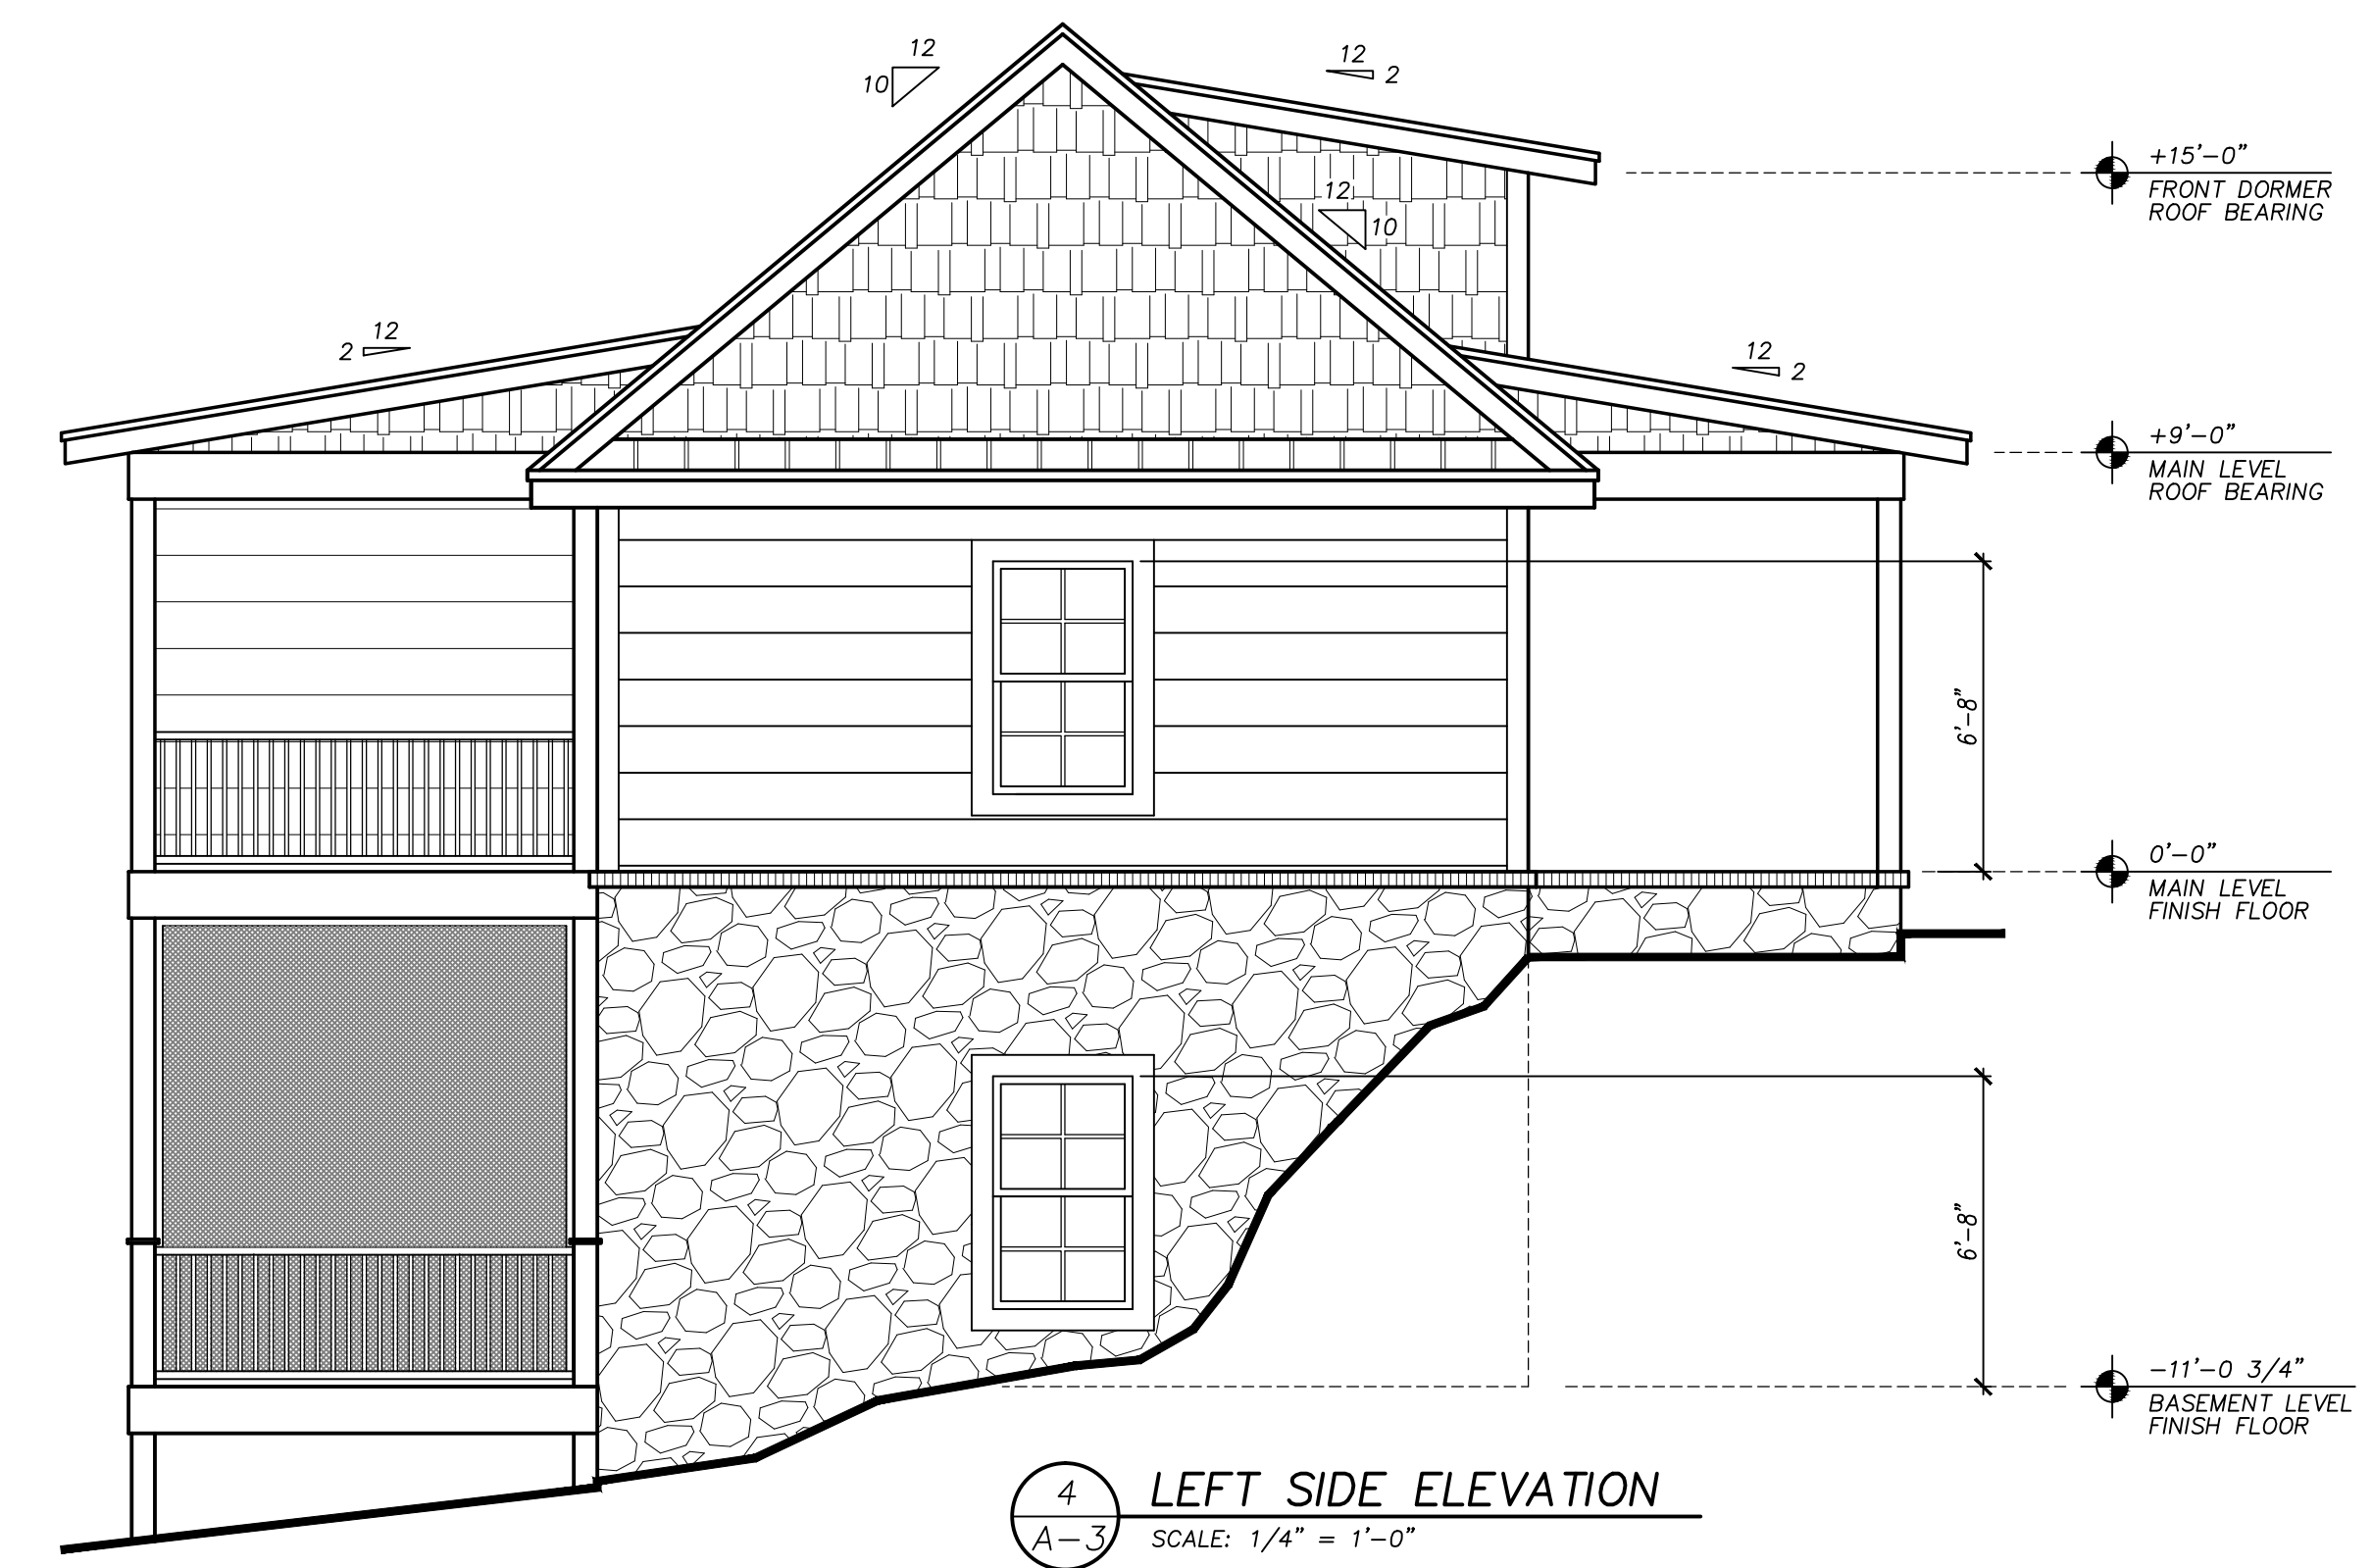 12
10
12
2
12
10
12
2
12
2
+15'-0"
FRONT DORMER
ROOF BEARING
+9'-0"
MAIN LEVEL
ROOF BEARING
6'-8"
0'-0"
MAIN LEVEL
FINISH FLOOR
6'-8"
-11'-0 3/4"
BASEMENT LEVEL
FINISH FLOOR
4
A-3
LEFT SIDE ELEVATION
SCALE: 1/4" = 1'-0"